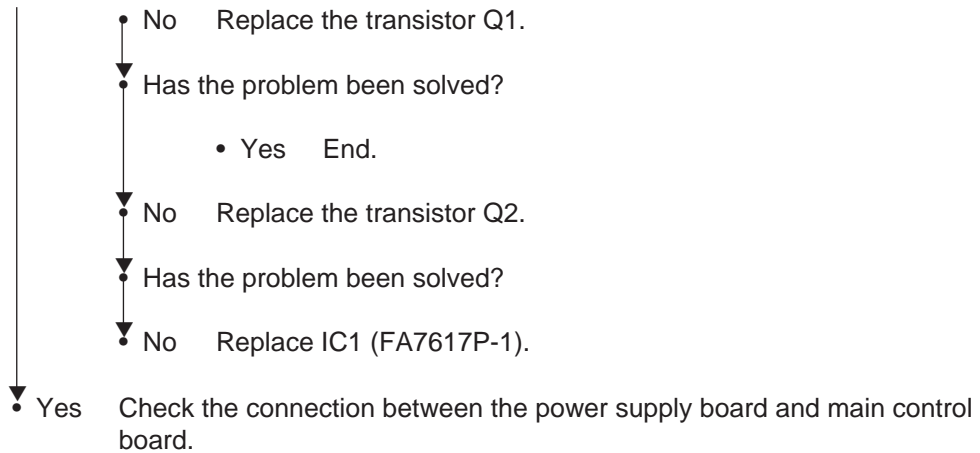 • No Replace the transistor Q1.
• Has the problem been solved?
• Yes End.
• No Replace the transistor Q2.
• Has the problem been solved?
• No Replace IC1 (FA7617P-1).
• Yes Check the connection between the power supply board and main control
board.